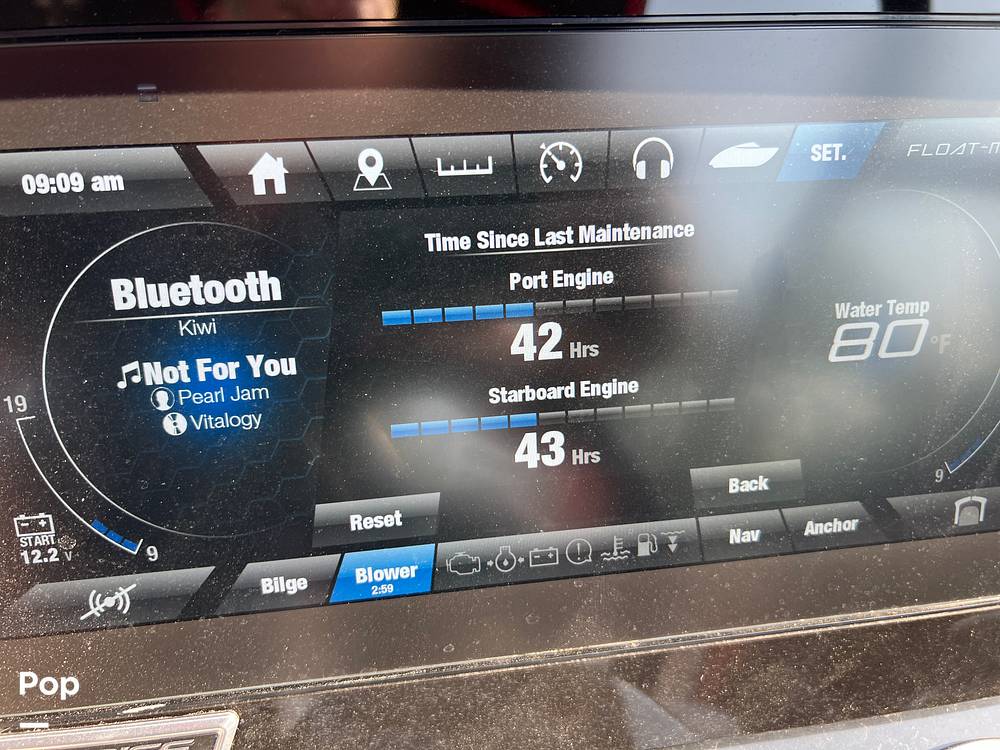 09:09 am
SET.
Bluetooth
Kiwi
Not For You
Pearl Jam
Vitalogy
19
9
START
12.2 V
Time Since Last Maintenance
Port Engine
42 Hrs
Starboard Engine
43 Hrs
Water Temp
80 °F
9
Reset
Back
Bilge
Blower
2:59
Nav
Anchor
Pop